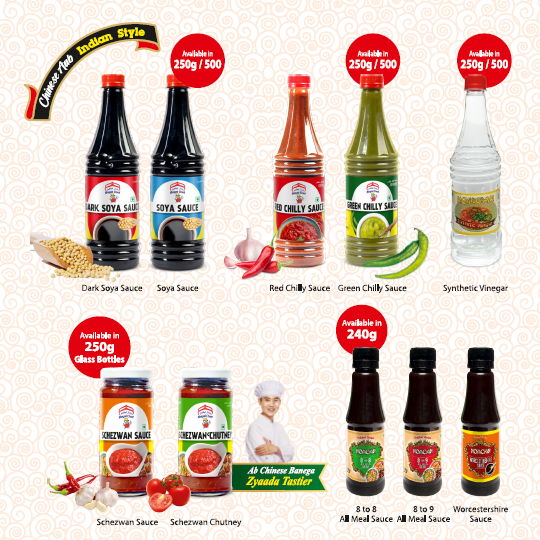 Chinese Aab Indian Style
Available in
250g / 500
Available in
250g / 500
Available in
250g / 500
DARK SOYA SAUCE
SOYA SAUCE
RED CHILLY SAUCE
GREEN CHILLY SAUCE
Dark Soya Sauce
Soya Sauce
Red Chilly Sauce
Green Chilly Sauce
Synthetic Vinegar
Available in
250g
Glass Bottles
Available in
240g
SCHEZWAN SAUCE
SCHEZWAN CHUTNEY
Ab Chinese Banega
Zyaada Tastier
8 to 8
8 to 9
Worcestershire
Schezwan Sauce
Schezwan Chutney
All Meal Sauce
All Meal Sauce
Sauce